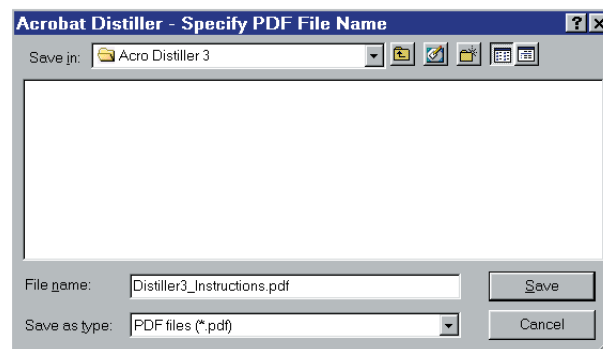 Acrobat Distiller - Specify PDF File Name
Save in: Acro Distiller 3
File name: Distiller3_Instructions.pdf Save
Save as type: PDF files (*.pdf) Cancel